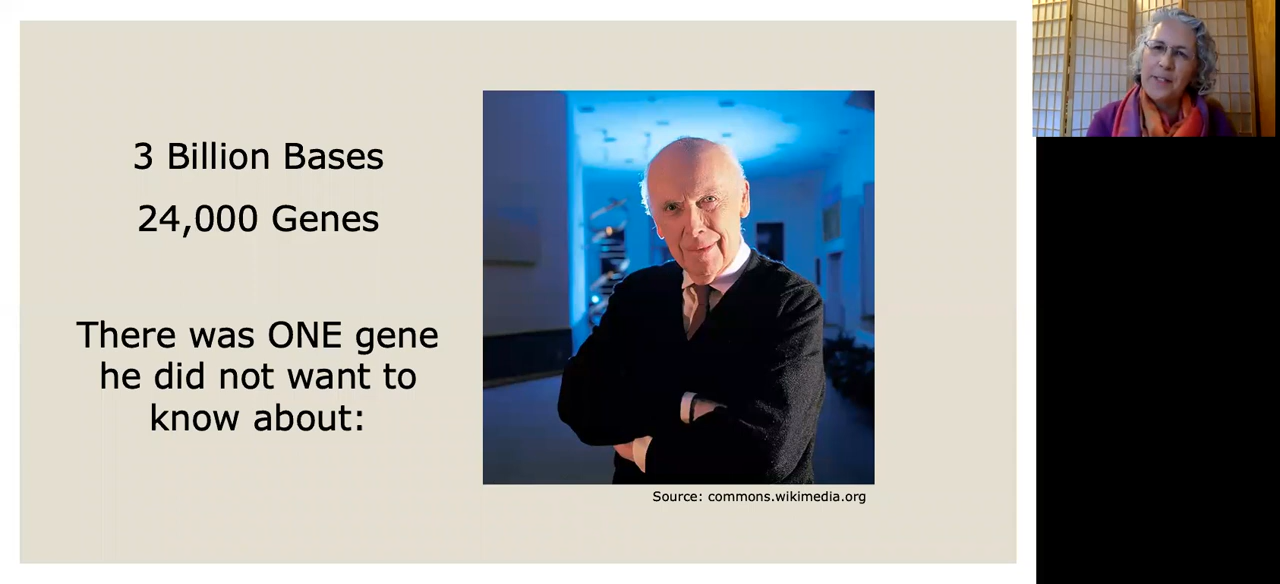 3 Billion Bases
24,000 Genes
There was ONE gene
he did not want to
know about:
Source: commons.wikimedia.org